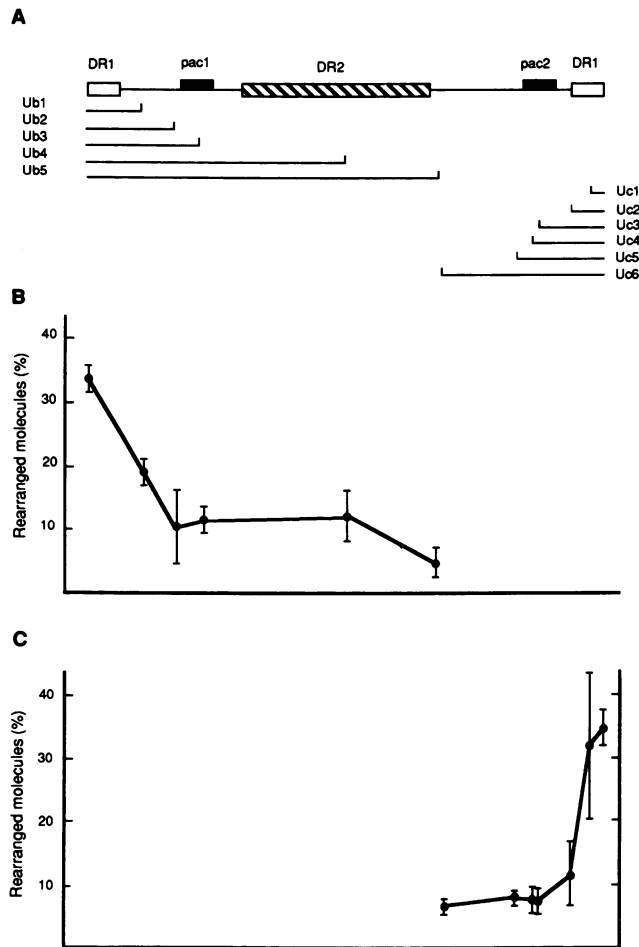 A
DR1 pac1 DR2 pac2 DR1
Ub1
Ub2
Ub3
Ub4
Ub5
Uc1
Uc2
Uc3
Uc4
Uc5
Uc6
B
Rearranged molecules (%)
40
30
20
10
C
Rearranged molecules (%)
40
30
20
10